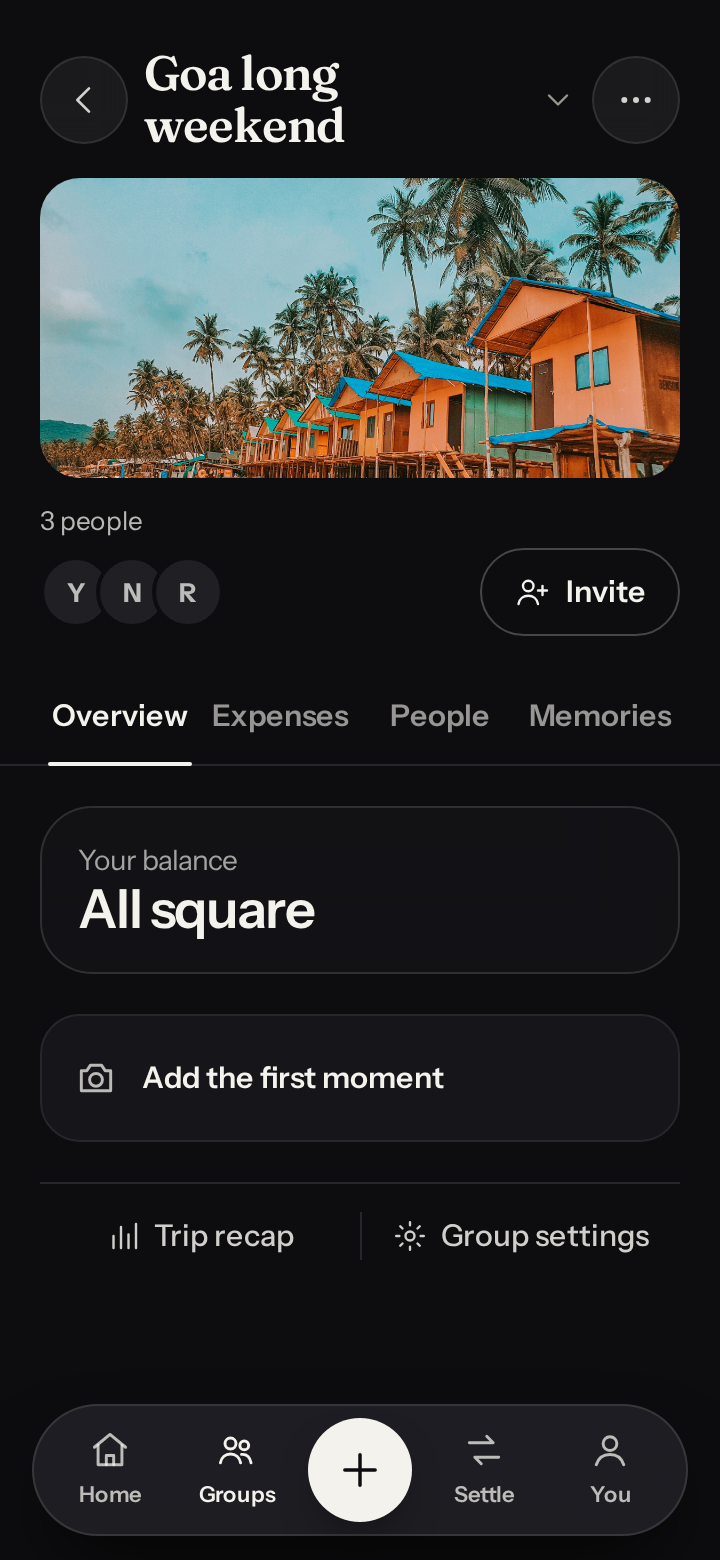 Goa long
weekend
3 people
Y N R
Invite
Overview Expenses People Memories
Your balance
All square
Add the first moment
Trip recap Group settings
Home Groups Settle You